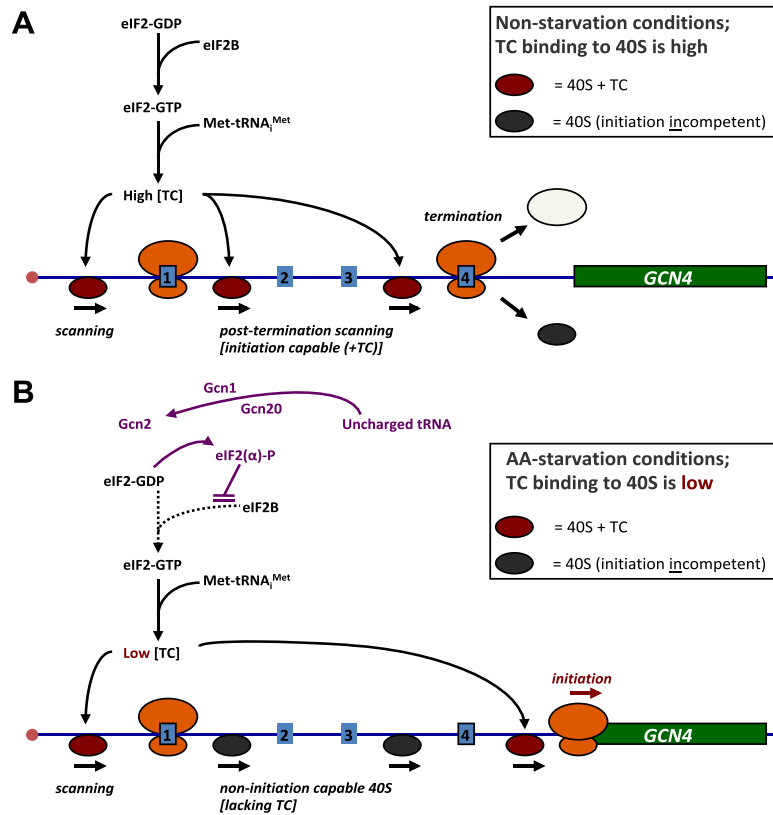 A
eIF2-GDP
eIF2B
eIF2-GTP
Met-tRNAiMet
High [TC]
Non-starvation conditions;
TC binding to 40S is high
= 40S + TC
= 40S (initiation incompetent)
termination
1
2
3
4
GCN4
scanning
post-termination scanning
[initiation capable (+TC)]
B
Gcn1
Gcn20
Gcn2
Uncharged tRNA
eIF2(α)-P
eIF2-GDP
eIF2B
eIF2-GTP
Met-tRNAiMet
Low [TC]
AA-starvation conditions;
TC binding to 40S is low
= 40S + TC
= 40S (initiation incompetent)
initiation
1
2
3
4
GCN4
scanning
non-initiation capable 40S
[lacking TC]